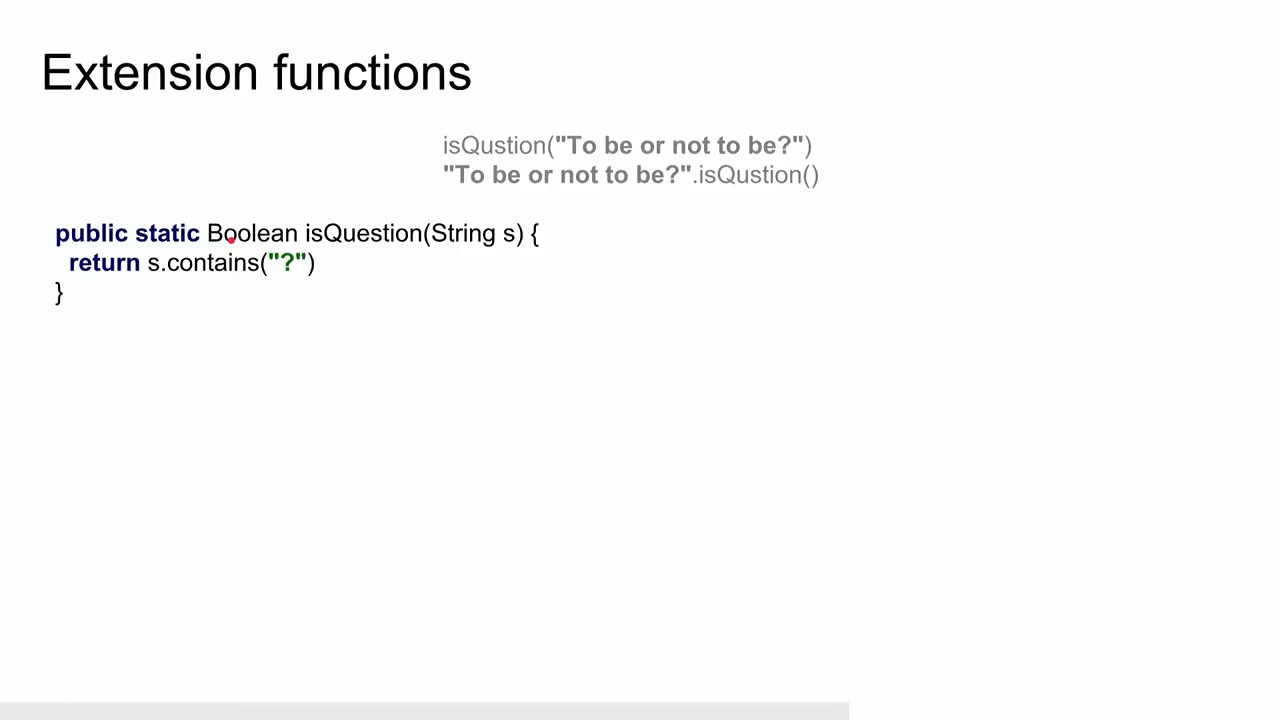 Extension functions
isQustion("To be or not to be?")
"To be or not to be?".isQustion()
public static Boolean isQuestion(String s) {
return s.contains("?")
}